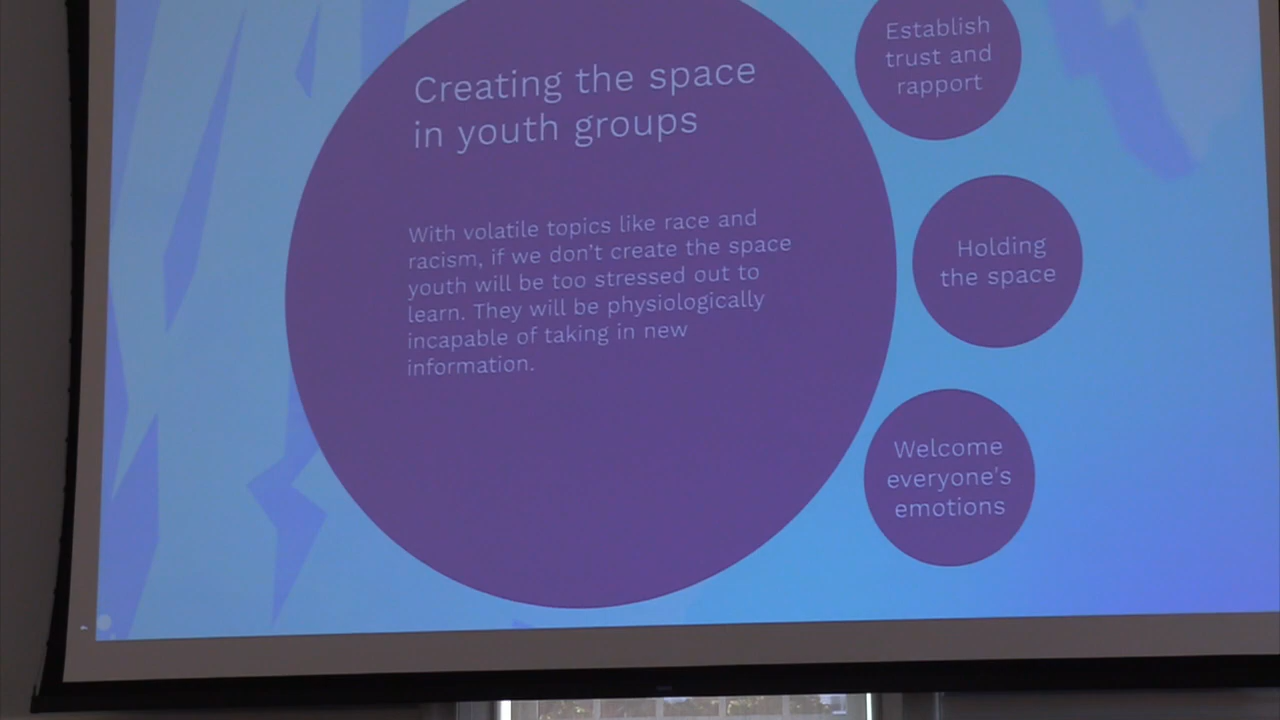 Creating the space
in youth groups
With volatile topics like race and
racism, if we don't create the space
youth will be too stressed out to
learn. They will be physiologically
incapable of taking in new
information.
Establish
trust and
rapport
Holding
the space
Welcome
everyone's
emotions